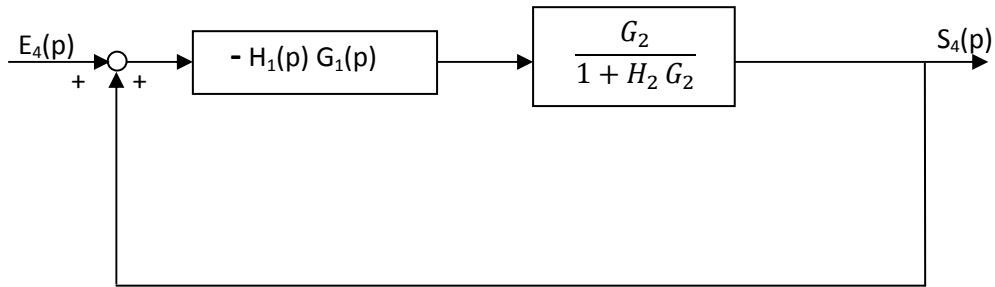 E₄(p)
+ +
- H₁(p) G₁(p)
G₂
1 + H₂ G₂
S₄(p)